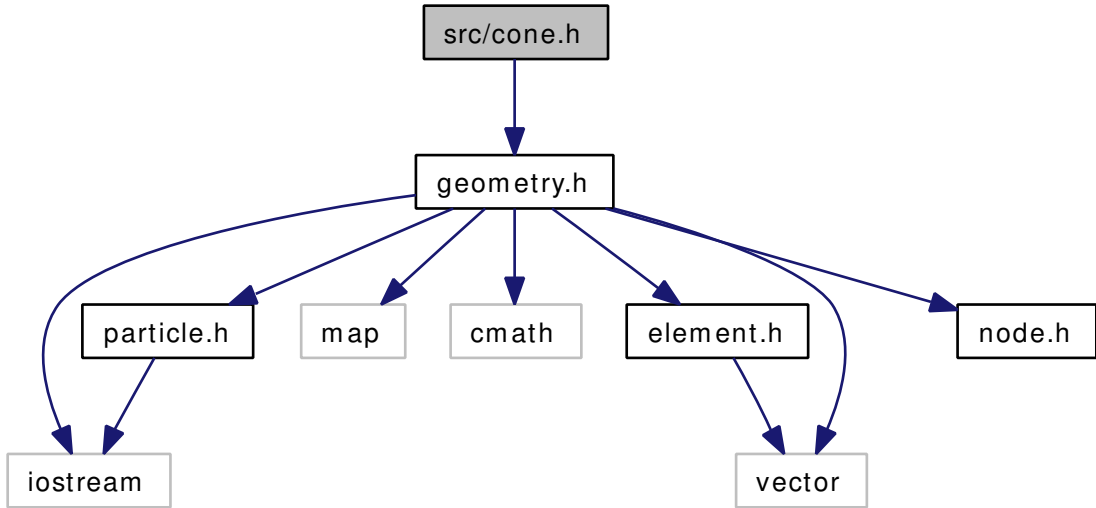 src/cone.h
geometry.h
particle.h
map
cmath
element.h
node.h
iostream
vector